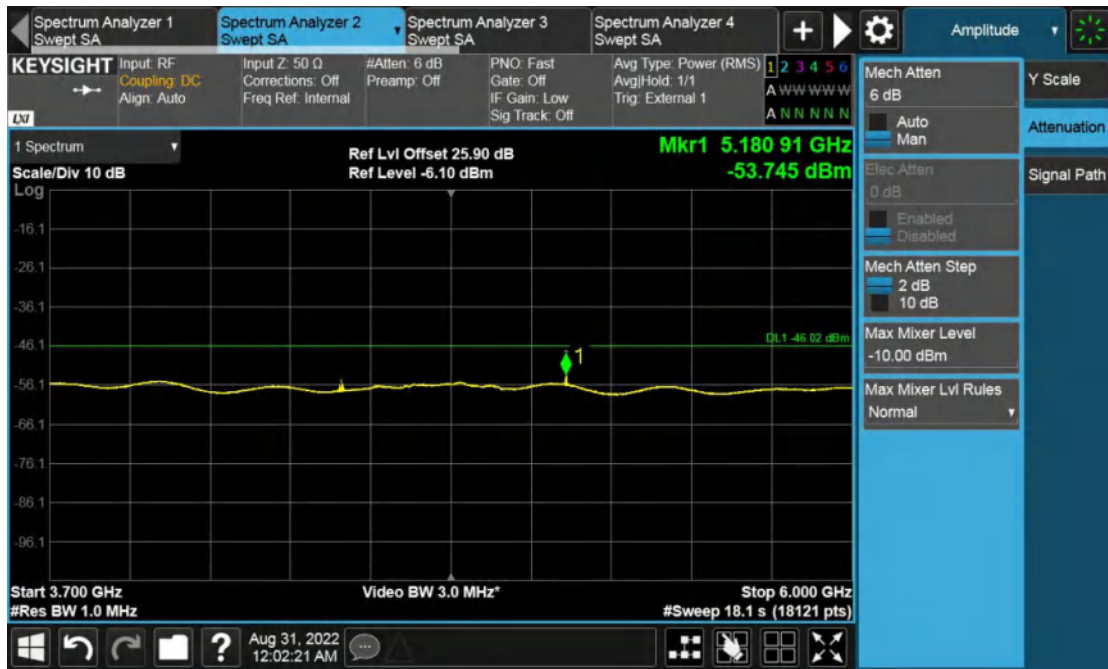 Spectrum Analyzer 1
Swept SA
Spectrum Analyzer 2
Swept SA
Spectrum Analyzer 3
Swept SA
Spectrum Analyzer 4
Swept SA
Amplitude
KEYSIGHT
LXI
Input: RF
Coupling: DC
Align: Auto
Input Z: 50 Ω
Corrections: Off
Freq Ref: Internal
#Atten: 6 dB
Preamp: Off
PNO: Fast
Gate: Off
IF Gain: Low
Sig Track: Off
Avg Type: Power (RMS)
Avg|Hold: 1/1
Trig: External 1
1 2 3 4 5 6
A W W W W W
A N N N N N
1 Spectrum
Scale/Div 10 dB
Log
Ref Lvl Offset 25.90 dB
Ref Level -6.10 dBm
Mkr1 5.180 91 GHz
-53.745 dBm
-16.1
-26.1
-36.1
-46.1
DL1 -46.02 dBm
1
-56.1
-66.1
-76.1
-86.1
-96.1
Start 3.700 GHz
#Res BW 1.0 MHz
Video BW 3.0 MHz*
Stop 6.000 GHz
#Sweep 18.1 s (18121 pts)
Mech Atten
6 dB
Auto
Man
Elec Atten
0 dB
Enabled
Disabled
Mech Atten Step
2 dB
10 dB
Max Mixer Level
-10.00 dBm
Max Mixer Lvl Rules
Normal
Y Scale
Attenuation
Signal Path
?
Aug 31, 2022
12:02:21 AM